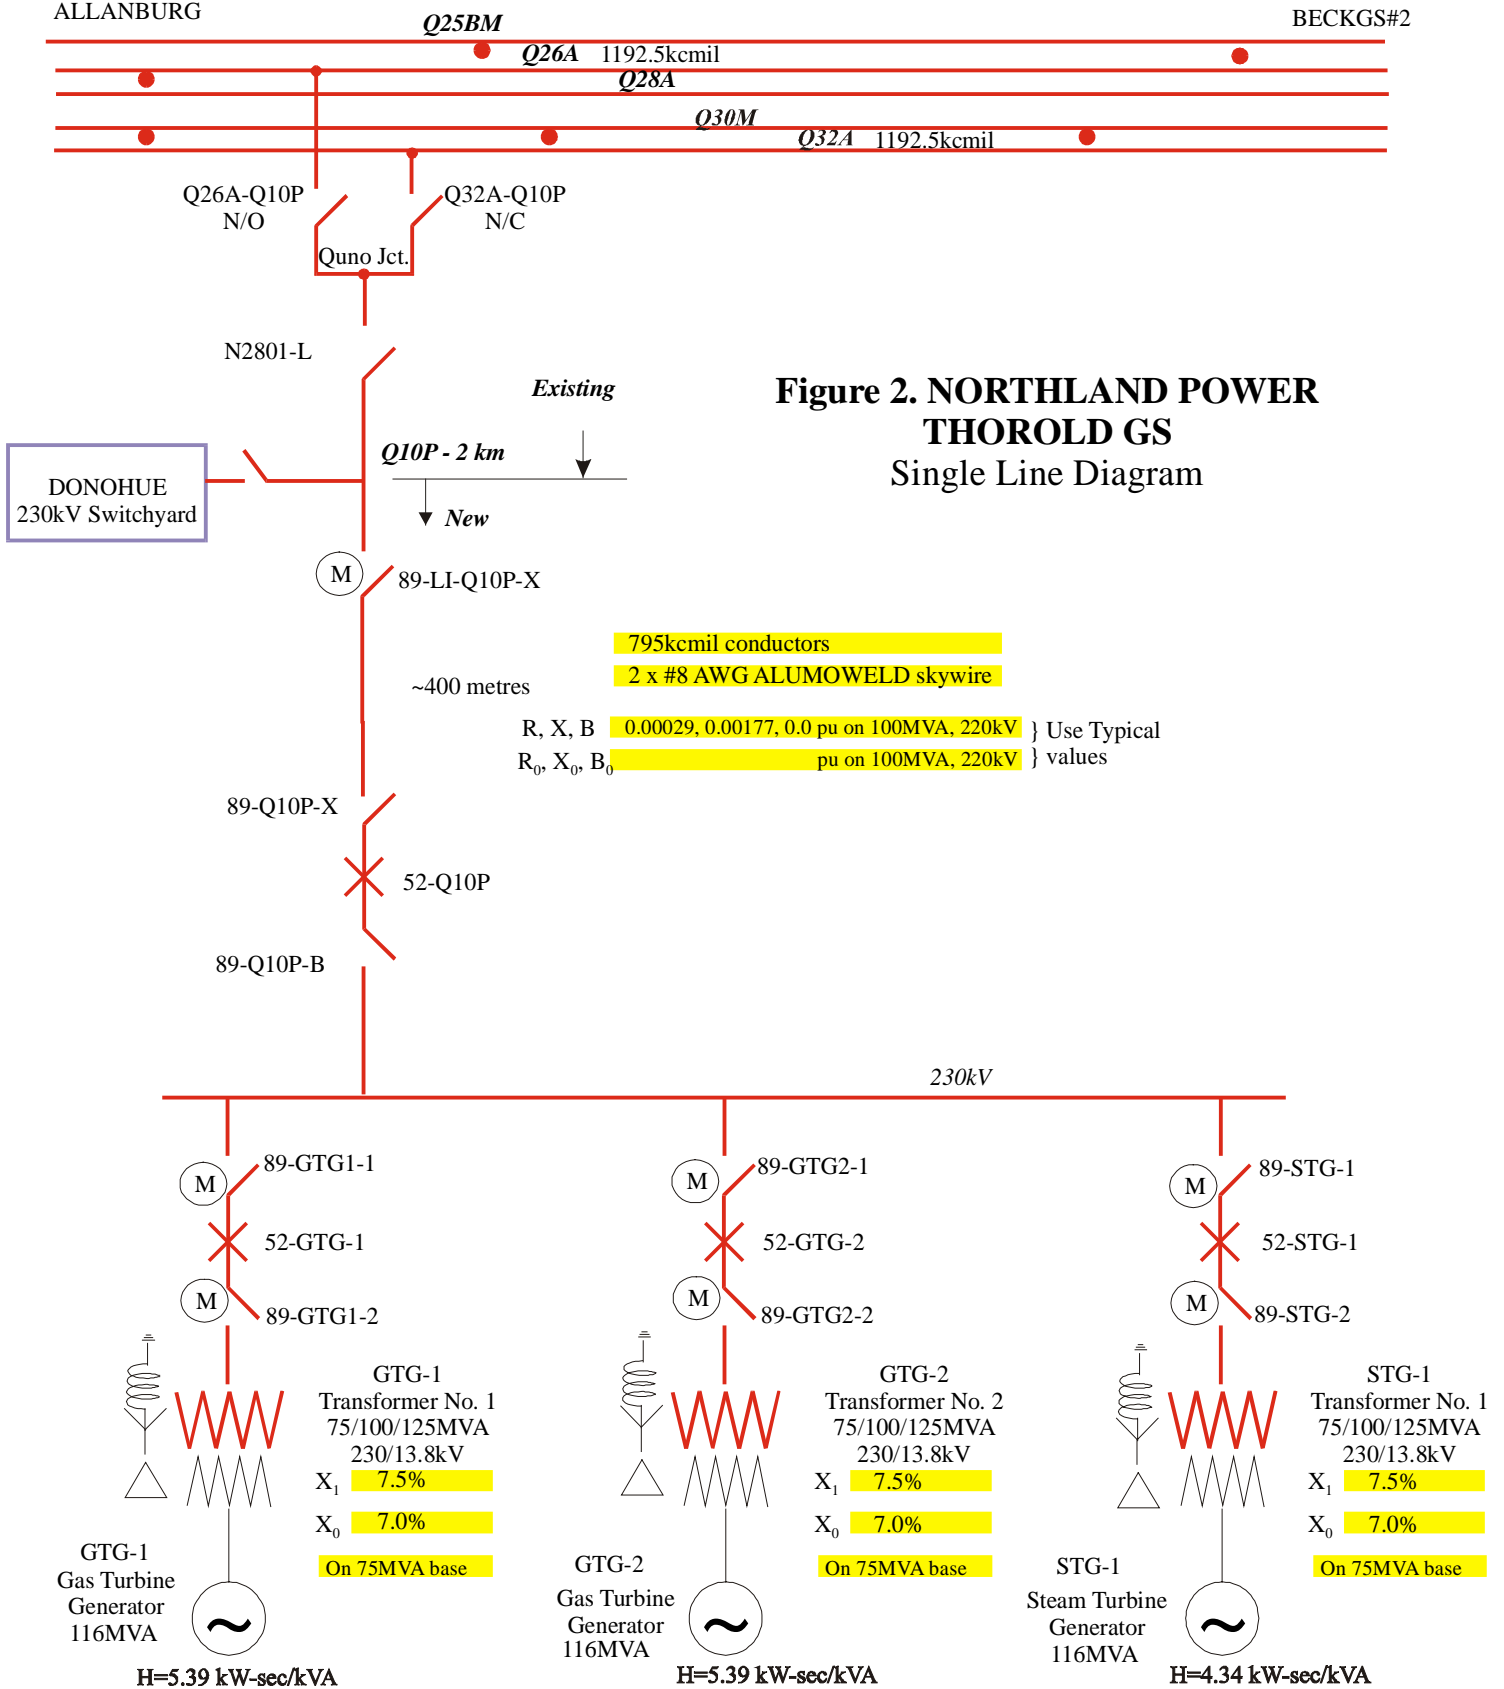 ALLANBURG
BECKGS#2
Q25BM
Q26A 1192.5kcmil
Q28A
Q30M
Q32A 1192.5kcmil
Q26A-Q10P
N/O
Q32A-Q10P
N/C
Quno Jct.
N2801-L
Figure 2. NORTHLAND POWER
THOROLD GS
Single Line Diagram
Existing
Q10P - 2 km
New
DONOHUE
230kV Switchyard
M
89-LI-Q10P-X
795kcmil conductors
2 x #8 AWG ALUMOWELD skywire
~400 metres
R, X, B 0.00029, 0.00177, 0.0 pu on 100MVA, 220kV } Use Typical
R0, X0, B0 pu on 100MVA, 220kV } values
89-Q10P-X
52-Q10P
89-Q10P-B
230kV
M
89-GTG1-1
52-GTG-1
M
89-GTG1-2
GTG-1
Transformer No. 1
75/100/125MVA
230/13.8kV
X1 7.5%
X0 7.0%
On 75MVA base
GTG-1
Gas Turbine
Generator
116MVA
~
H=5.39 kW-sec/kVA
M
89-GTG2-1
52-GTG-2
M
89-GTG2-2
GTG-2
Transformer No. 2
75/100/125MVA
230/13.8kV
X1 7.5%
X0 7.0%
On 75MVA base
GTG-2
Gas Turbine
Generator
116MVA
~
H=5.39 kW-sec/kVA
M
89-STG-1
52-STG-1
M
89-STG-2
STG-1
Transformer No. 1
75/100/125MVA
230/13.8kV
X1 7.5%
X0 7.0%
On 75MVA base
STG-1
Steam Turbine
Generator
116MVA
~
H=4.34 kW-sec/kVA